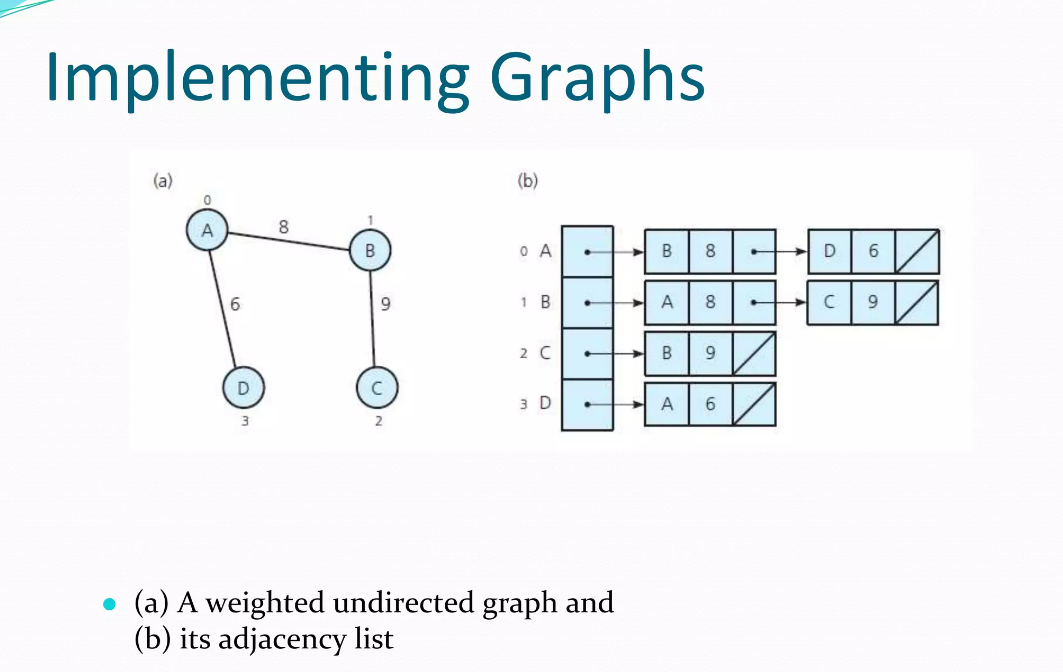 Implementing Graphs
(a)
0
A
8
1
B
6
9
D
C
3
2
(b)
0 A B 8 D 6
1 B A 8 C 9
2 C B 9
3 D A 6
(a) A weighted undirected graph and
(b) its adjacency list